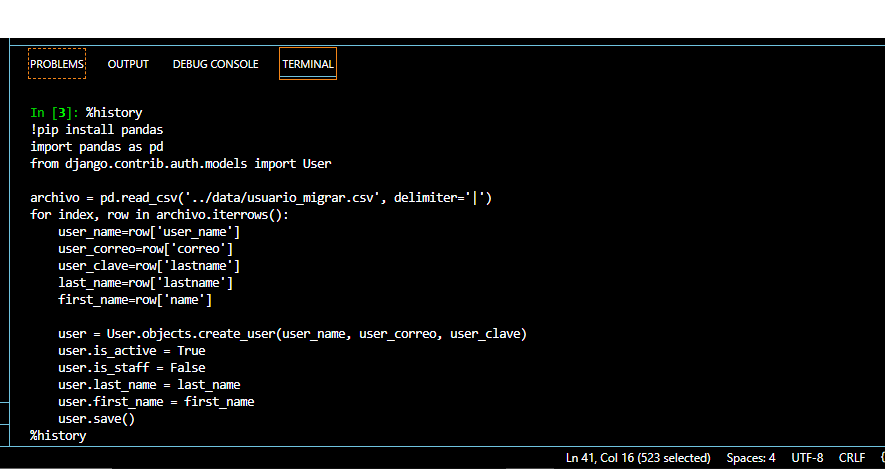 PROBLEMS OUTPUT DEBUG CONSOLE TERMINAL
In [3]: %history
!pip install pandas
import pandas as pd
from django.contrib.auth.models import User
archivo = pd.read_csv('../data/usuario_migrar.csv', delimiter='|')
for index, row in archivo.iterrows():
    user_name=row['user_name']
    user_correo=row['correo']
    user_clave=row['lastname']
    last_name=row['lastname']
    first_name=row['name']
    user = User.objects.create_user(user_name, user_correo, user_clave)
    user.is_active = True
    user.is_staff = False
    user.last_name = last_name
    user.first_name = first_name
    user.save()
%history
Ln 41, Col 16 (523 selected) Spaces: 4 UTF-8 CRLF {